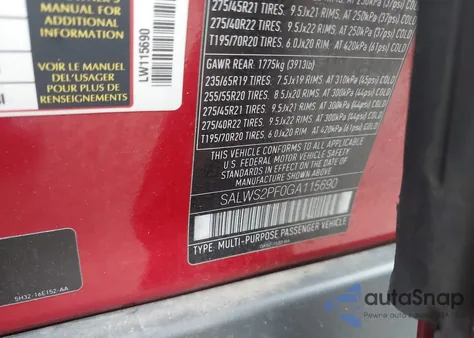 MANUAL FOR
ADDITIONAL
INFORMATION
VOIR LE MANUEL
DE L'USAGER
POUR PLUS DE
RENSEIGNEMENTS
LW115690
275/45R21 TIRES. 9.5Jx21 RIMS. AT 250kPa
275/40R22 TIRES. 9.5Jx22 RIMS. AT 250kPa (37psi) COLD
T195/70R20 TIRES. 6.0Jx20 RIM AT 420kPa (61psi) COLD
GAWR REAR. 1775kg (3913lb)
235/65R19 TIRES. 7.5Jx19 RIMS. AT 310kPa (45psi) COLD
255/55R20 TIRES. 8.5Jx20 RIMS. AT 300kPa (44psi) COLD
275/45R21 TIRES. 9.5Jx21 RIMS. AT 300kPa (44psi) COLD
275/40R22 TIRES. 9.5Jx22 RIMS. AT 300kPa (44psi) COLD
T195/70R20 TIRES. 6.0Jx20 RIM AT 420kPa (61psi) COLD
THIS VEHICLE CONFORMS TO ALL APPLICABLE
U.S. FEDERAL MOTOR VEHICLE SAFETY
STANDARDS IN EFFECT ON THE DATE OF
MANUFACTURE SHOWN ABOVE.
SALWS2PF0GA115690
TYPE: MULTI-PURPOSE PASSENGER VEHICLE
5H32-16E152-AA
autoSnap